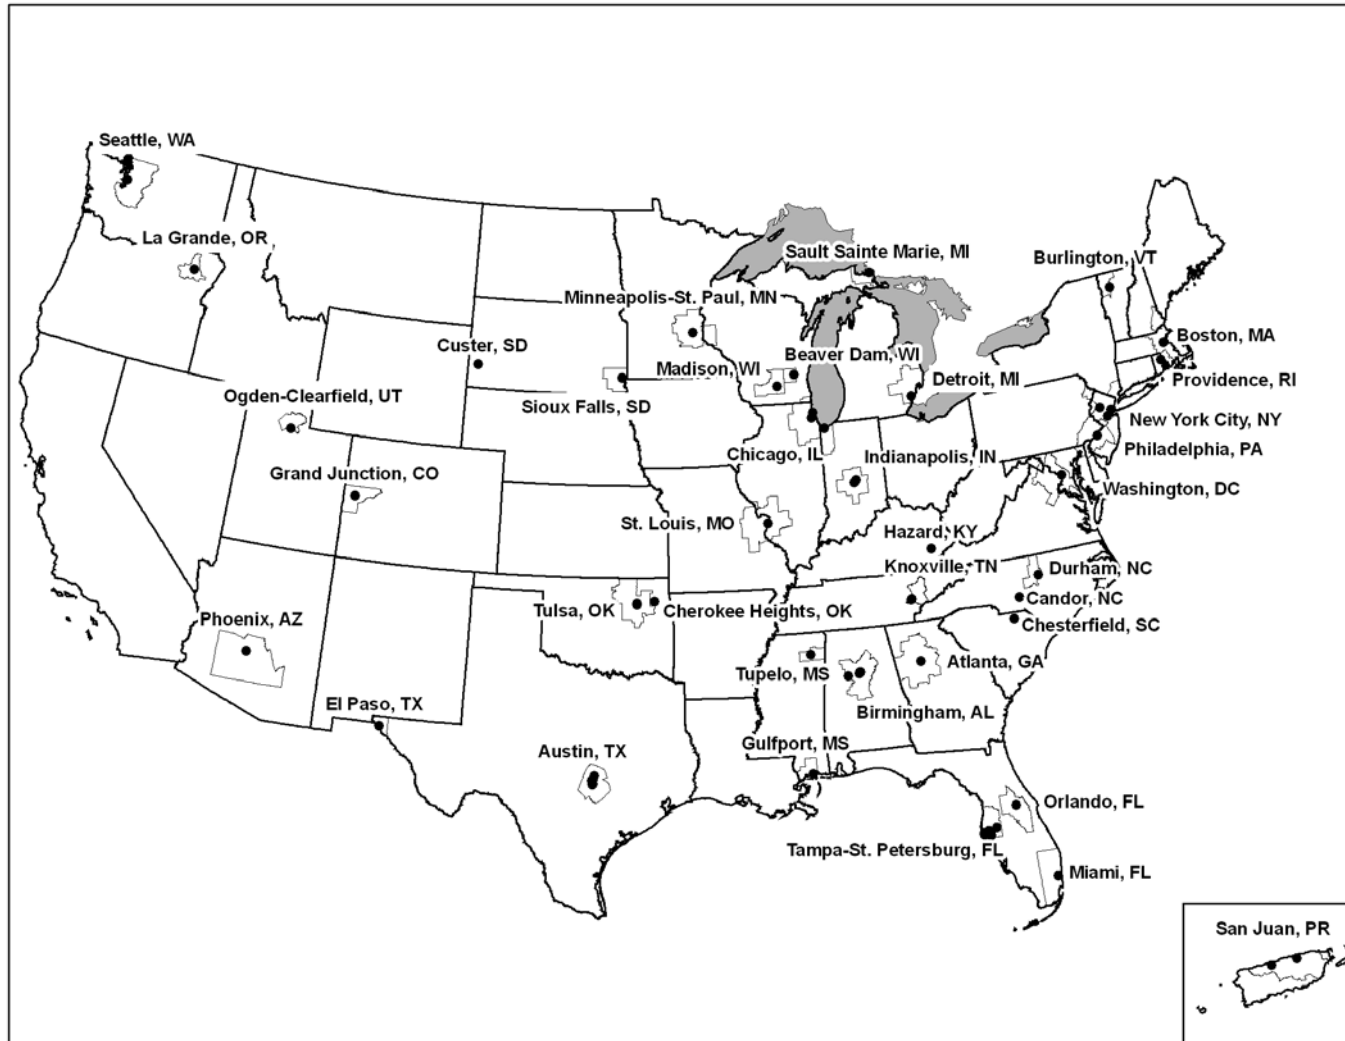 Seattle, WA
La Grande, OR
Sault Sainte Marie, MI
Burlington, VT
Minneapolis-St. Paul, MN
Boston, MA
Custer, SD
Madison, WI
Beaver Dam, WI
Detroit, MI
Providence, RI
Ogden-Clearfield, UT
Sioux Falls, SD
New York City, NY
Grand Junction, CO
Chicago, IL
Indianapolis, IN
Philadelphia, PA
Washington, DC
St. Louis, MO
Hazard, KY
Knoxville, TN
Durham, NC
Phoenix, AZ
Tulsa, OK
Cherokee Heights, OK
Candor, NC
Chesterfield, SC
Tupelo, MS
Atlanta, GA
El Paso, TX
Birmingham, AL
Austin, TX
Gulfport, MS
Orlando, FL
Tampa-St. Petersburg, FL
Miami, FL
San Juan, PR